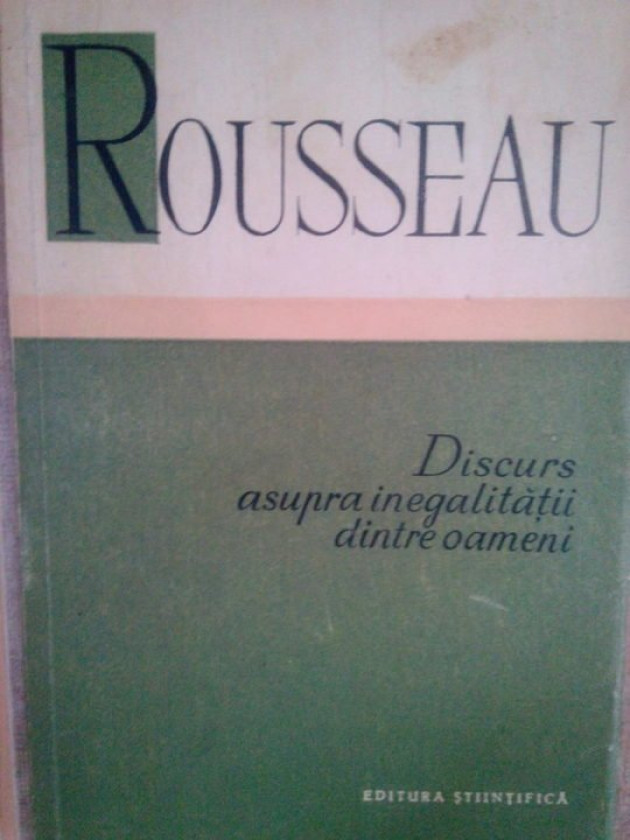 ROUSSEAU
Discurs
asupra inegalității
dintre oameni
EDITURA ȘTIINȚIFICĂ